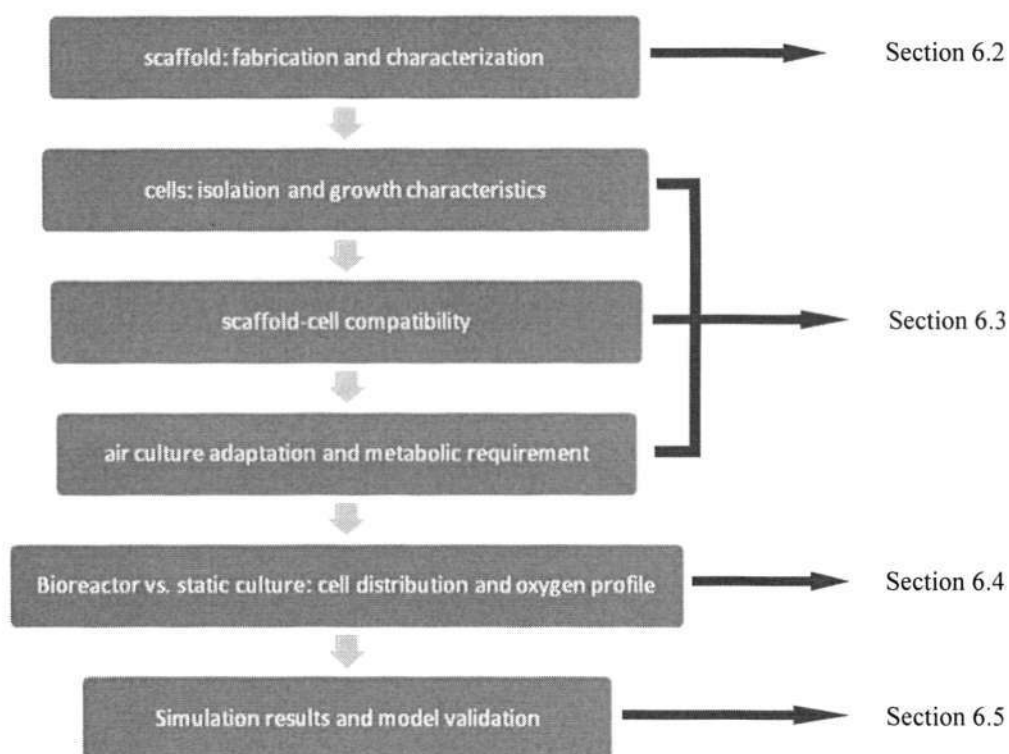 scaffold: fabrication and characterization
Section 6.2
cells: isolation and growth characteristics
scaffold-cell compatibility
Section 6.3
air culture adaptation and metabolic requirement
Bioreactor vs. static culture: cell distribution and oxygen profile
Section 6.4
Simulation results and model validation
Section 6.5